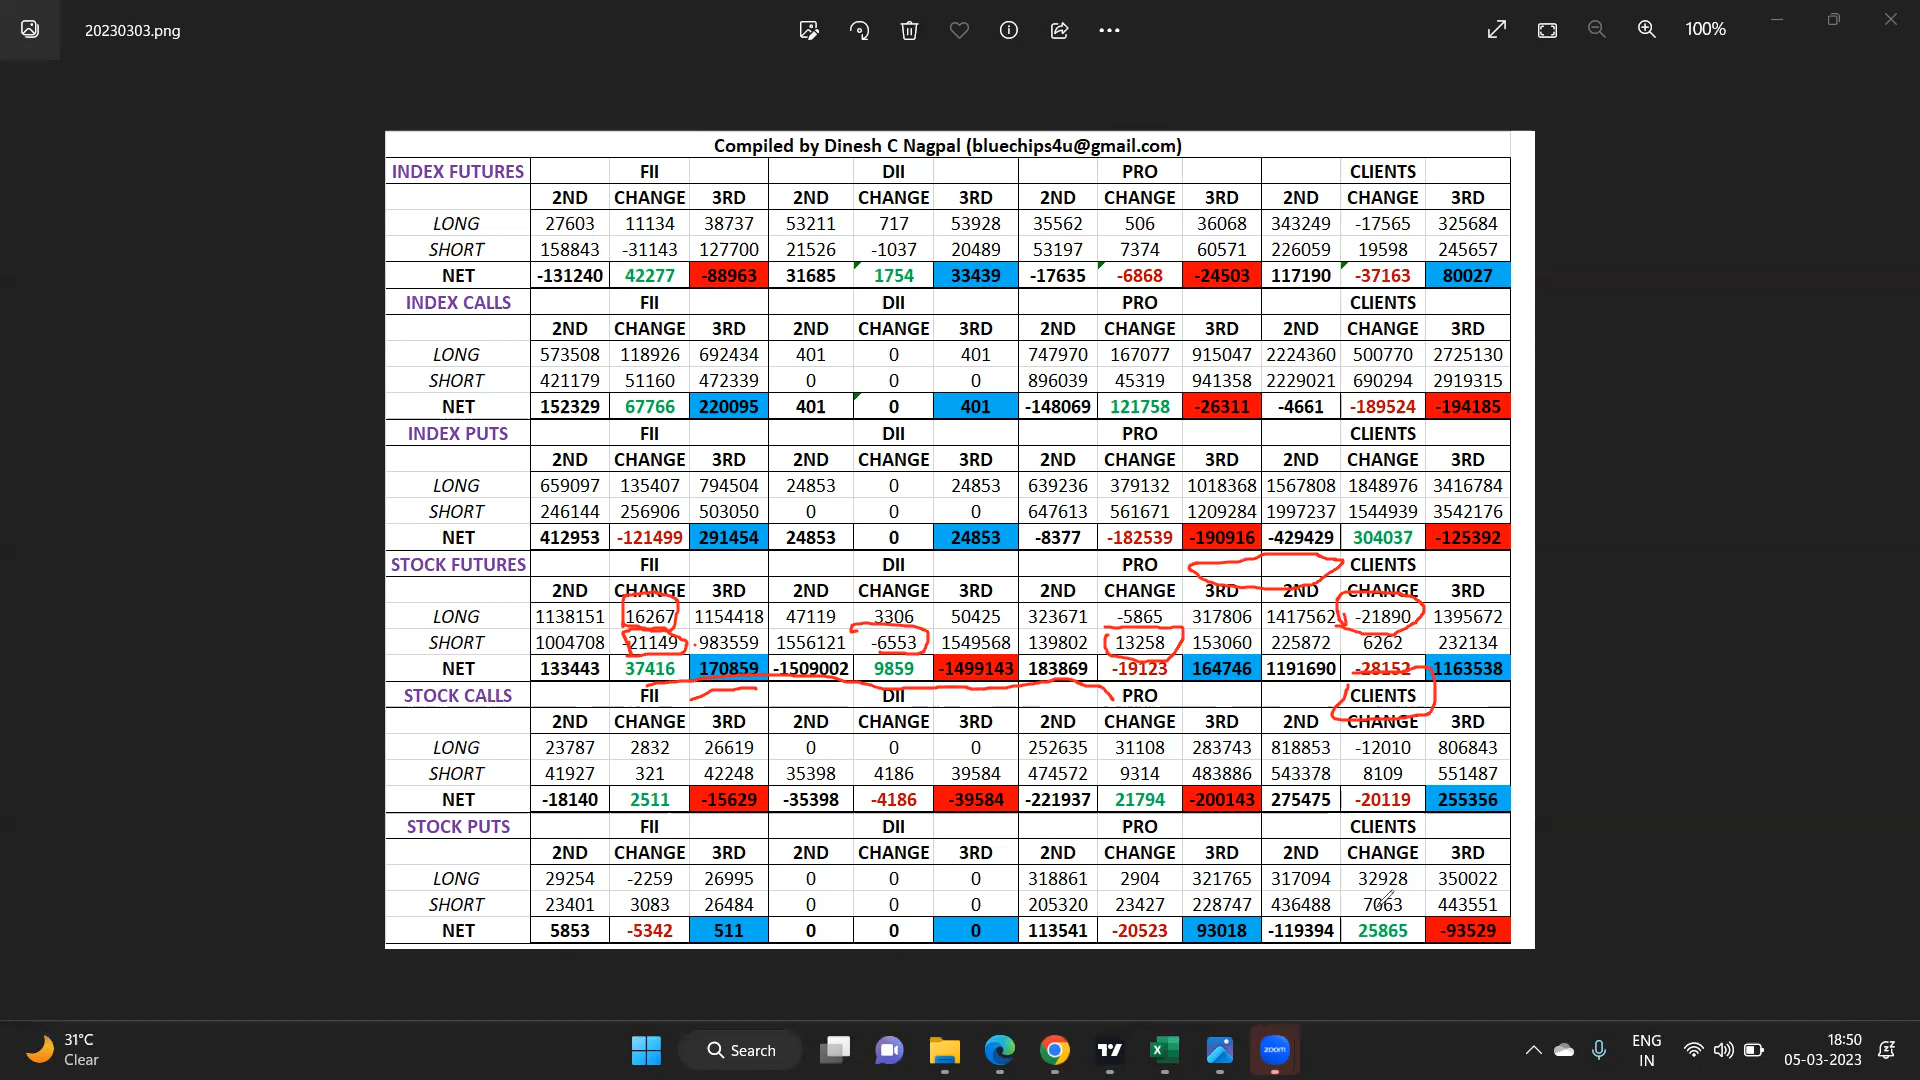 20230303.png
100%
Compiled by Dinesh C Nagpal (bluechips4u@gmail.com)
INDEX FUTURES FII DII PRO CLIENTS
2ND CHANGE 3RD 2ND CHANGE 3RD 2ND CHANGE 3RD 2ND CHANGE 3RD
LONG 27603 11134 38737 53211 717 53928 35562 506 36068 343249 -17565 325684
SHORT 158843 -31143 127700 21526 -1037 20489 53197 7374 60571 226059 19598 245657
NET -131240 42277 -88963 31685 1754 33439 -17635 -6868 -24503 117190 -37163 80027
INDEX CALLS FII DII PRO CLIENTS
2ND CHANGE 3RD 2ND CHANGE 3RD 2ND CHANGE 3RD 2ND CHANGE 3RD
LONG 573508 118926 692434 401 0 401 747970 167077 915047 2224360 500770 2725130
SHORT 421179 51160 472339 0 0 0 896039 45319 941358 2229021 690294 2919315
NET 152329 67766 220095 401 0 401 -148069 121758 -26311 -4661 -189524 -194185
INDEX PUTS FII DII PRO CLIENTS
2ND CHANGE 3RD 2ND CHANGE 3RD 2ND CHANGE 3RD 2ND CHANGE 3RD
LONG 659097 135407 794504 24853 0 24853 639236 379132 1018368 1567808 1848976 3416784
SHORT 246144 256906 503050 0 0 0 647613 561671 1209284 1997237 1544939 3542176
NET 412953 -121499 291454 24853 0 24853 -8377 -182539 -190916 -429429 304037 -125392
STOCK FUTURES FII DII PRO CLIENTS
2ND CHANGE 3RD 2ND CHANGE 3RD 2ND CHANGE 3RD 2ND CHANGE 3RD
LONG 1138151 16267 1154418 47119 3306 50425 323671 -5865 317806 1417562 -21890 1395672
SHORT 1004708 -21149 983559 1556121 -6553 1549568 139802 13258 153060 225872 6262 232134
NET 133443 37416 170859 -1509002 9859 -1499143 183869 -19123 164746 1191690 -28152 1163538
STOCK CALLS FII DII PRO CLIENTS
2ND CHANGE 3RD 2ND CHANGE 3RD 2ND CHANGE 3RD 2ND CHANGE 3RD
LONG 23787 2832 26619 0 0 0 252635 31108 283743 818853 -12010 806843
SHORT 41927 321 42248 35398 4186 39584 474572 9314 483886 543378 8109 551487
NET -18140 2511 -15629 -35398 -4186 -39584 -221937 21794 -200143 275475 -20119 255356
STOCK PUTS FII DII PRO CLIENTS
2ND CHANGE 3RD 2ND CHANGE 3RD 2ND CHANGE 3RD 2ND CHANGE 3RD
LONG 29254 -2259 26995 0 0 0 318861 2904 321765 317094 32928 350022
SHORT 23401 3083 26484 0 0 0 205320 23427 228747 436488 7063 443551
NET 5853 -5342 511 0 0 0 113541 -20523 93018 -119394 25865 -93529
31°C
Clear
Search
zoom
ENG
IN
18:50
05-03-2023